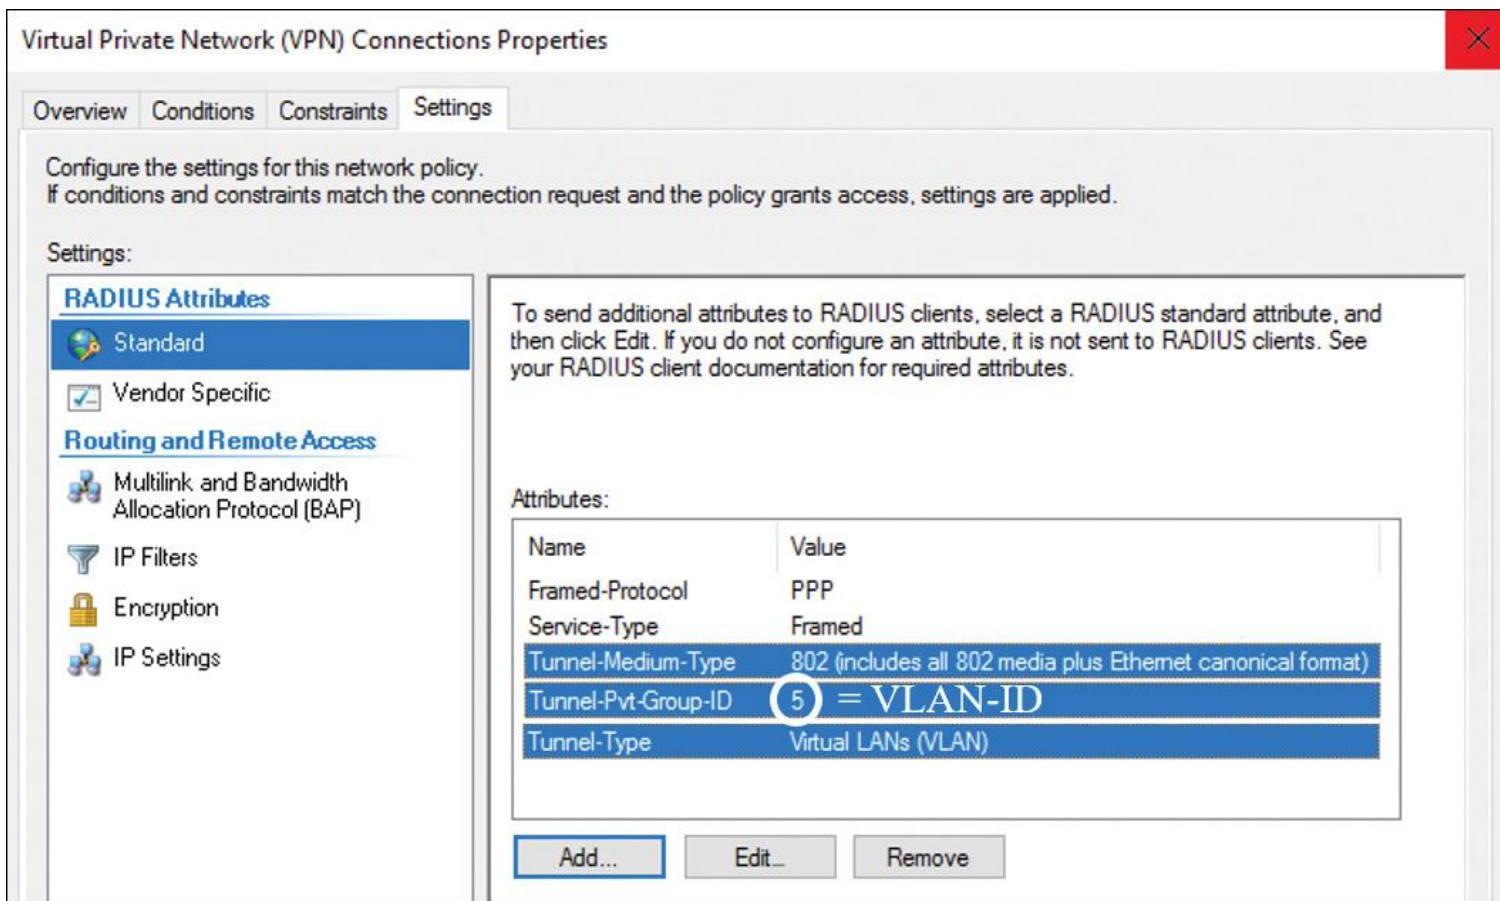 Virtual Private Network (VPN) Connections Properties
Overview Conditions Constraints Settings
Configure the settings for this network policy.
If conditions and constraints match the connection request and the policy grants access, settings are applied.
Settings:
RADIUS Attributes
Standard
Vendor Specific
Routing and Remote Access
Multilink and Bandwidth
Allocation Protocol (BAP)
IP Filters
Encryption
IP Settings
To send additional attributes to RADIUS clients, select a RADIUS standard attribute, and
then click Edit. If you do not configure an attribute, it is not sent to RADIUS clients. See
your RADIUS client documentation for required attributes.
Attributes:
Name Value
Framed-Protocol PPP
Service-Type Framed
Tunnel-Medium-Type 802 (includes all 802 media plus Ethernet canonical format)
Tunnel-Pvt-Group-ID 5 = VLAN-ID
Tunnel-Type Virtual LANs (VLAN)
Add... Edit... Remove